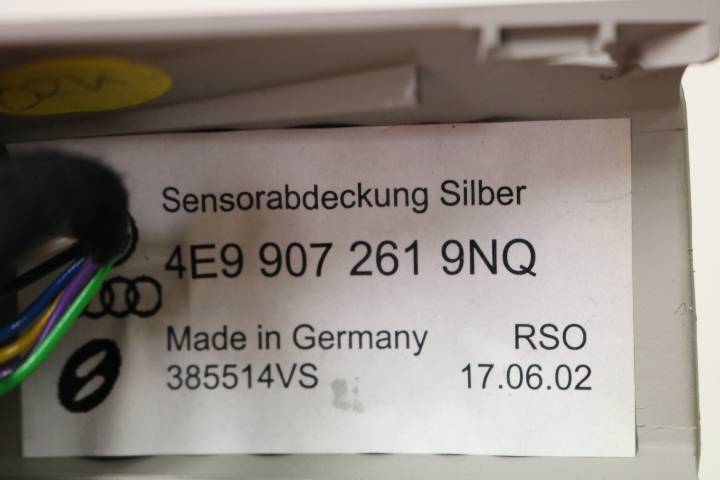 Sensorabdeckung Silber
4E9 907 261 9NQ
Made in Germany RSO
385514VS 17.06.02